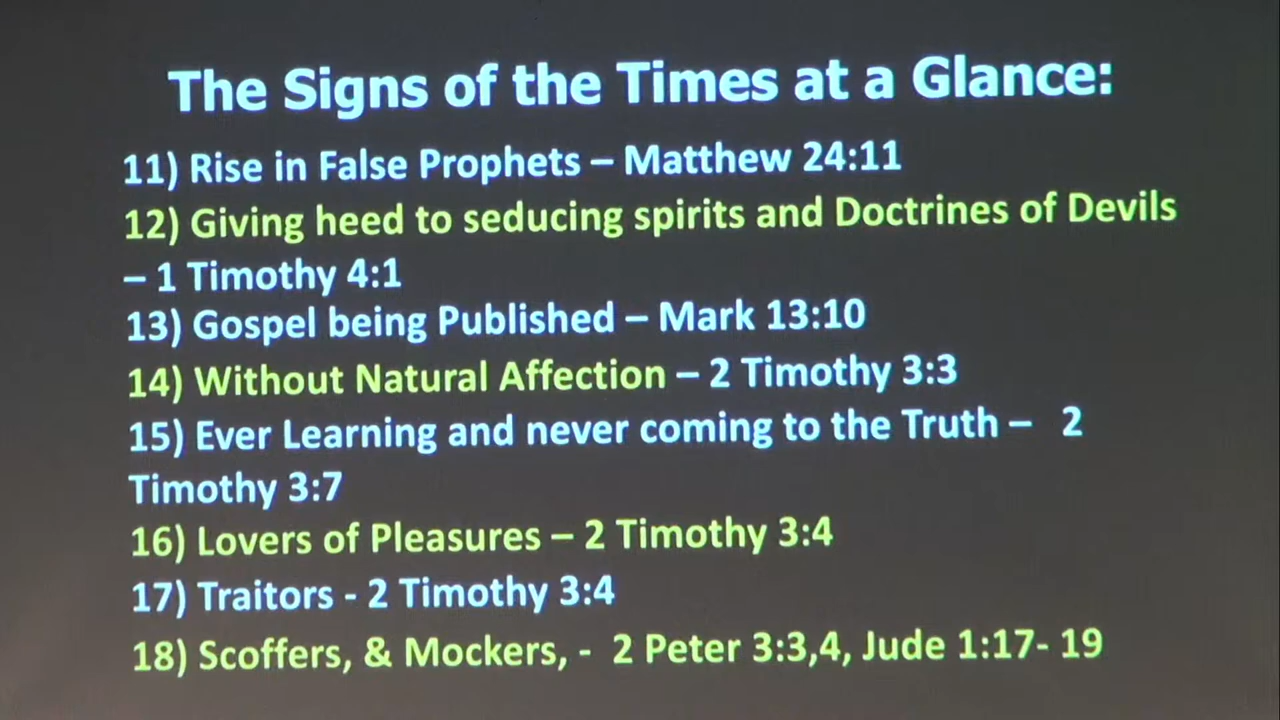 The Signs of the Times at a Glance:
11) Rise in False Prophets – Matthew 24:11
12) Giving heed to seducing spirits and Doctrines of Devils
– 1 Timothy 4:1
13) Gospel being Published – Mark 13:10
14) Without Natural Affection – 2 Timothy 3:3
15) Ever Learning and never coming to the Truth – 2
Timothy 3:7
16) Lovers of Pleasures – 2 Timothy 3:4
17) Traitors - 2 Timothy 3:4
18) Scoffers, & Mockers, - 2 Peter 3:3,4, Jude 1:17- 19